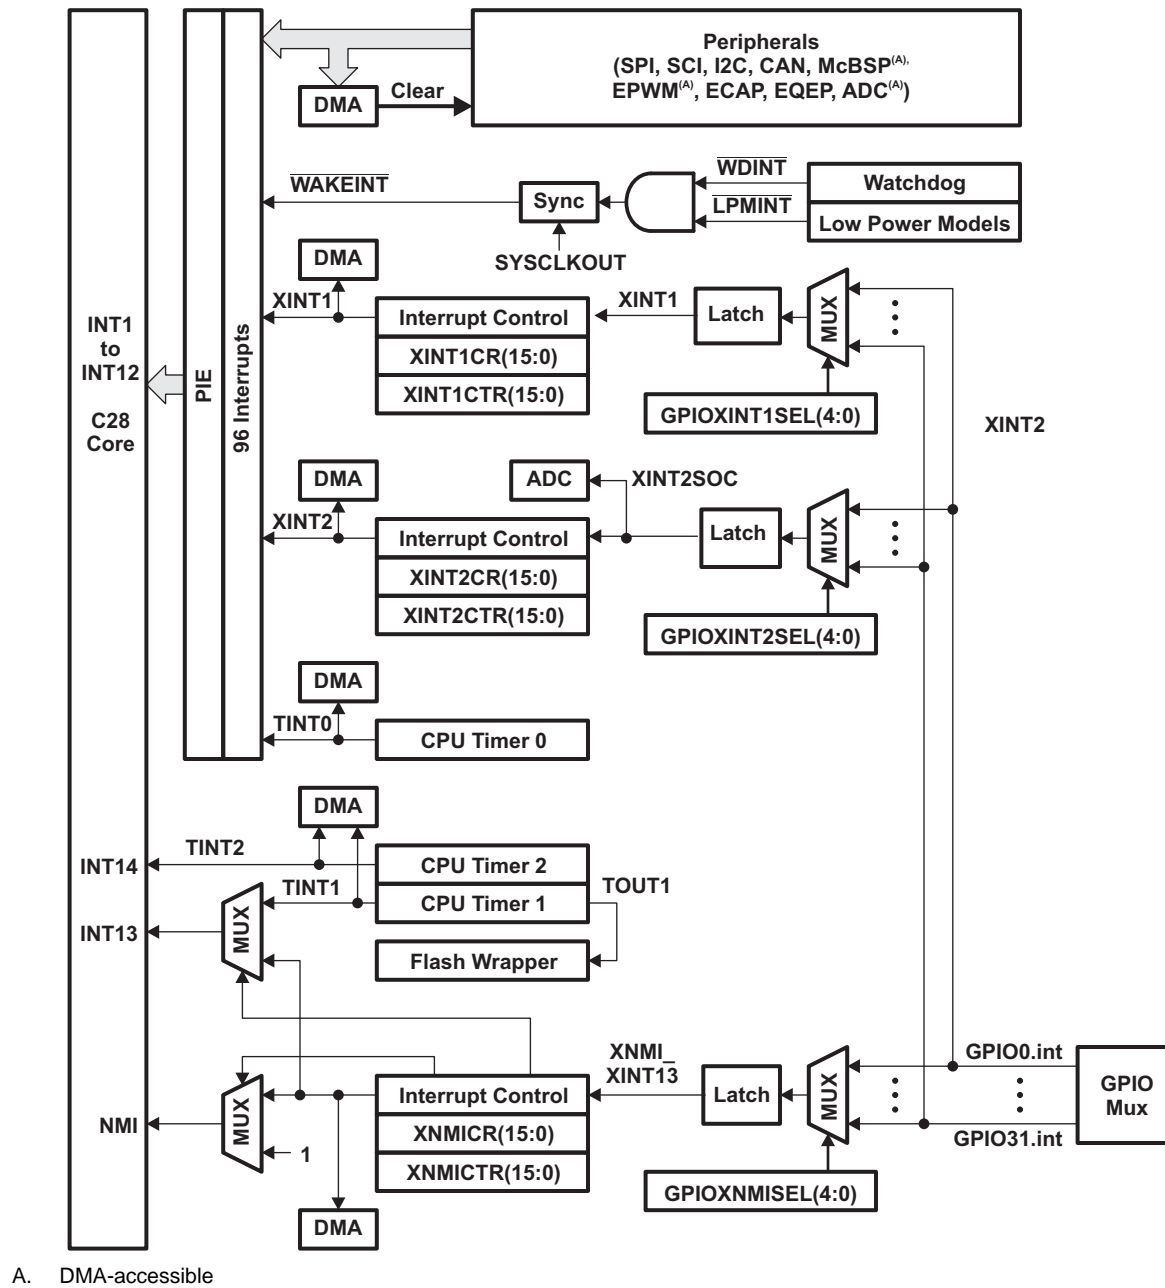 Peripherals
(SPI, SCI, I2C, CAN, McBSP(A),
EPWM(A), ECAP, EQEP, ADC(A))
DMA
Clear
WDINT
Watchdog
WAKEINT
Sync
LPMINT
Low Power Models
SYSCLKOUT
DMA
XINT1
Interrupt Control
XINT1CR(15:0)
XINT1CTR(15:0)
XINT1
Latch
MUX
GPIOXINT1SEL(4:0)
XINT2
INT1
to
INT12
C28
Core
PIE
96 Interrupts
DMA
ADC
XINT2SOC
XINT2
Interrupt Control
XINT2CR(15:0)
XINT2CTR(15:0)
Latch
MUX
GPIOXINT2SEL(4:0)
DMA
TINT0
CPU Timer 0
DMA
TINT2
INT14
CPU Timer 2
TINT1
CPU Timer 1
TOUT1
INT13
MUX
Flash Wrapper
XNMI_
XINT13
GPIO0.int
Interrupt Control
XNMICR(15:0)
XNMICTR(15:0)
Latch
MUX
GPIO
Mux
NMI
MUX
1
GPIO31.int
GPIOXNMISEL(4:0)
DMA
A. DMA-accessible